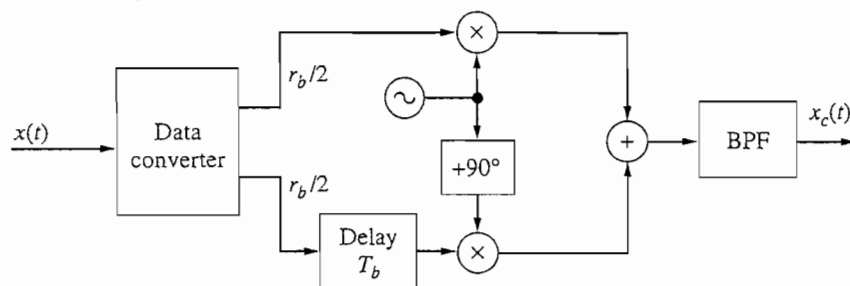 r_b/2
x(t)
Data
converter
×
+90°
+
BPF
x_c(t)
r_b/2
Delay
T_b
×